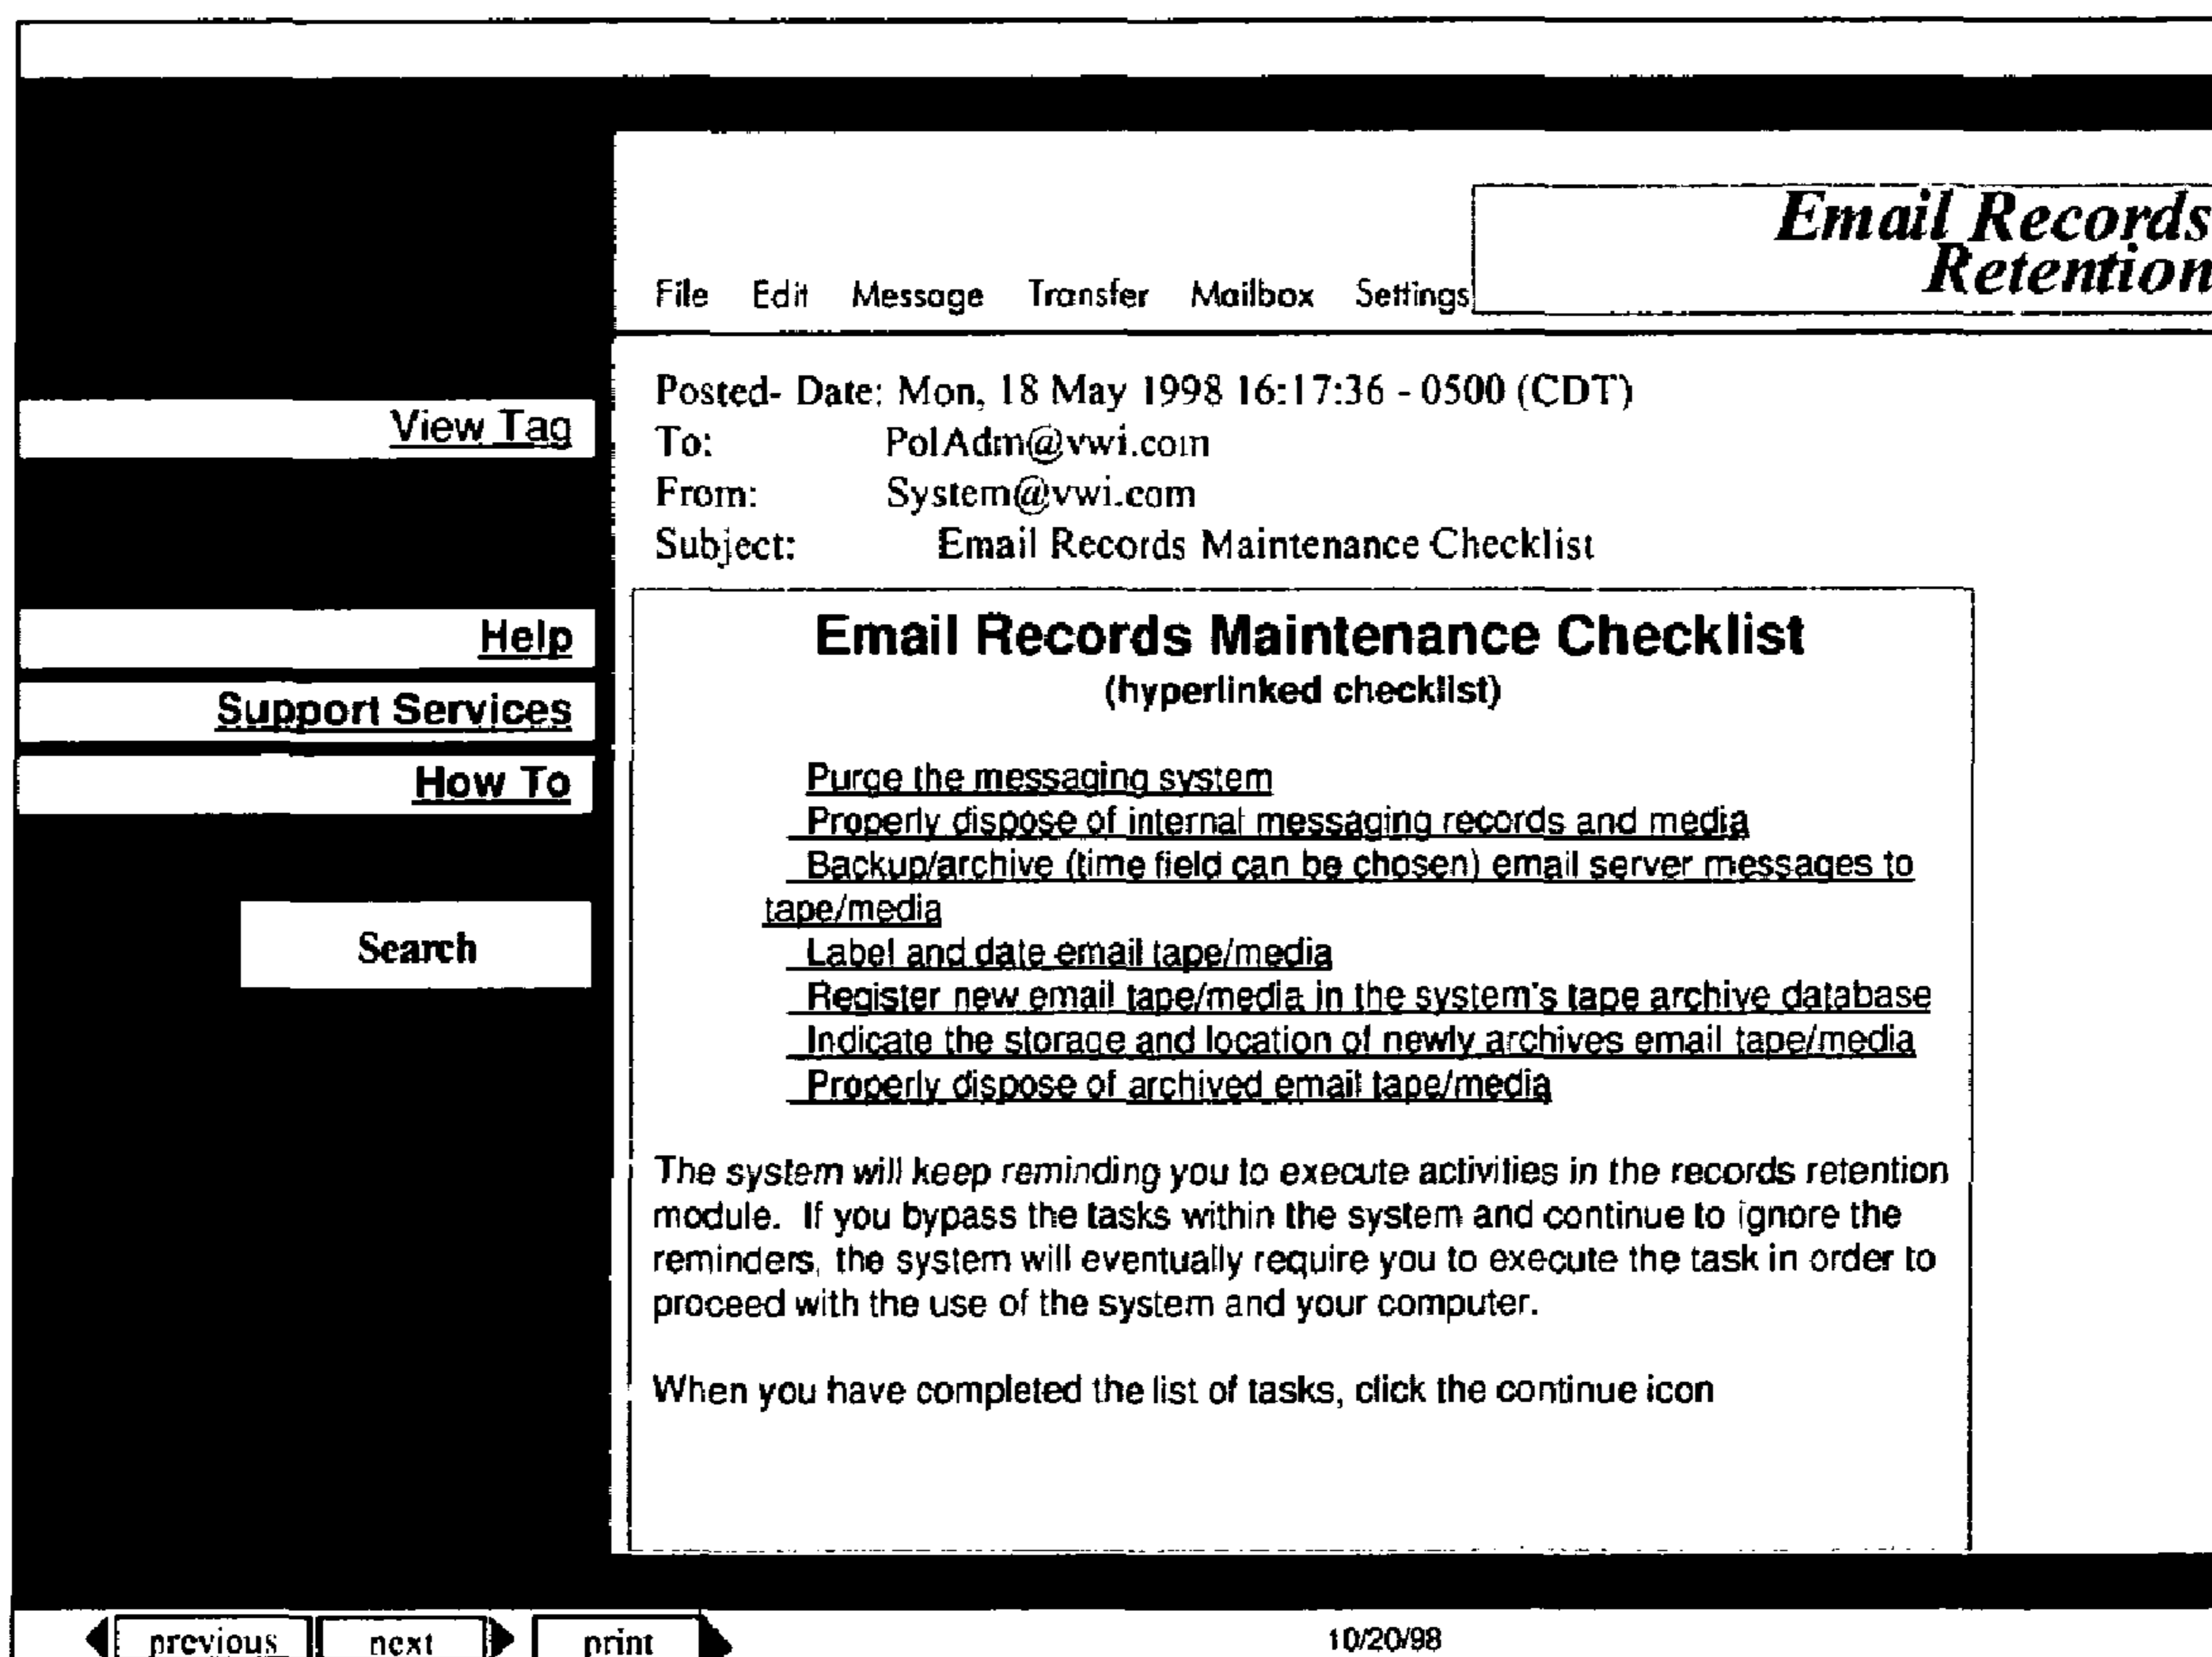 Email Records
Retention
File Edit Message Transfer Mailbox Settings
Posted- Date: Mon, 18 May 1998 16:17:36 - 0500 (CDT)
View Tag
To: PolAdm@vwi.com
From: System@vwi.com
Subject: Email Records Maintenance Checklist
Help
Support Services
How To
Search
Email Records Maintenance Checklist
(hyperlinked checklist)
Purge the messaging system
Properly dispose of internal messaging records and media
Backup/archive (time field can be chosen) email server messages to
tape/media
Label and date email tape/media
Register new email tape/media in the system's tape archive database
Indicate the storage and location of newly archives email tape/media
Properly dispose of archived email tape/media
The system will keep reminding you to execute activities in the records retention
module. If you bypass the tasks within the system and continue to ignore the
reminders, the system will eventually require you to execute the task in order to
proceed with the use of the system and your computer.
When you have completed the list of tasks, click the continue icon
previous next print 10/20/98